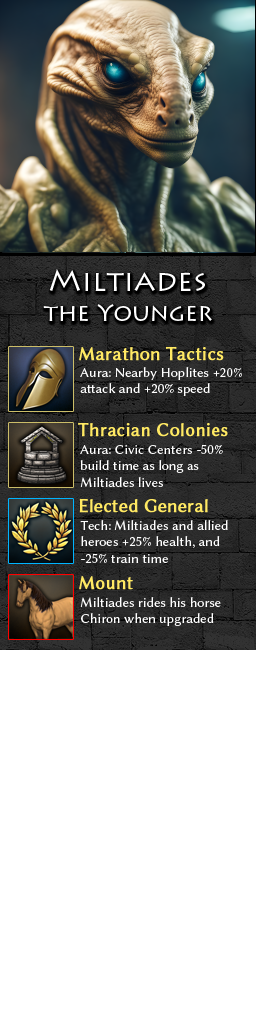 Miltiades
the Younger
Marathon Tactics
Aura: Nearby Hoplites +20%
attack and +20% speed
Thracian Colonies
Aura: Civic Centers -50%
build time as long as
Miltiades lives
Elected General
Tech: Miltiades and allied
heroes +25% health, and
-25% train time
Mount
Miltiades rides his horse
Chiron when upgraded